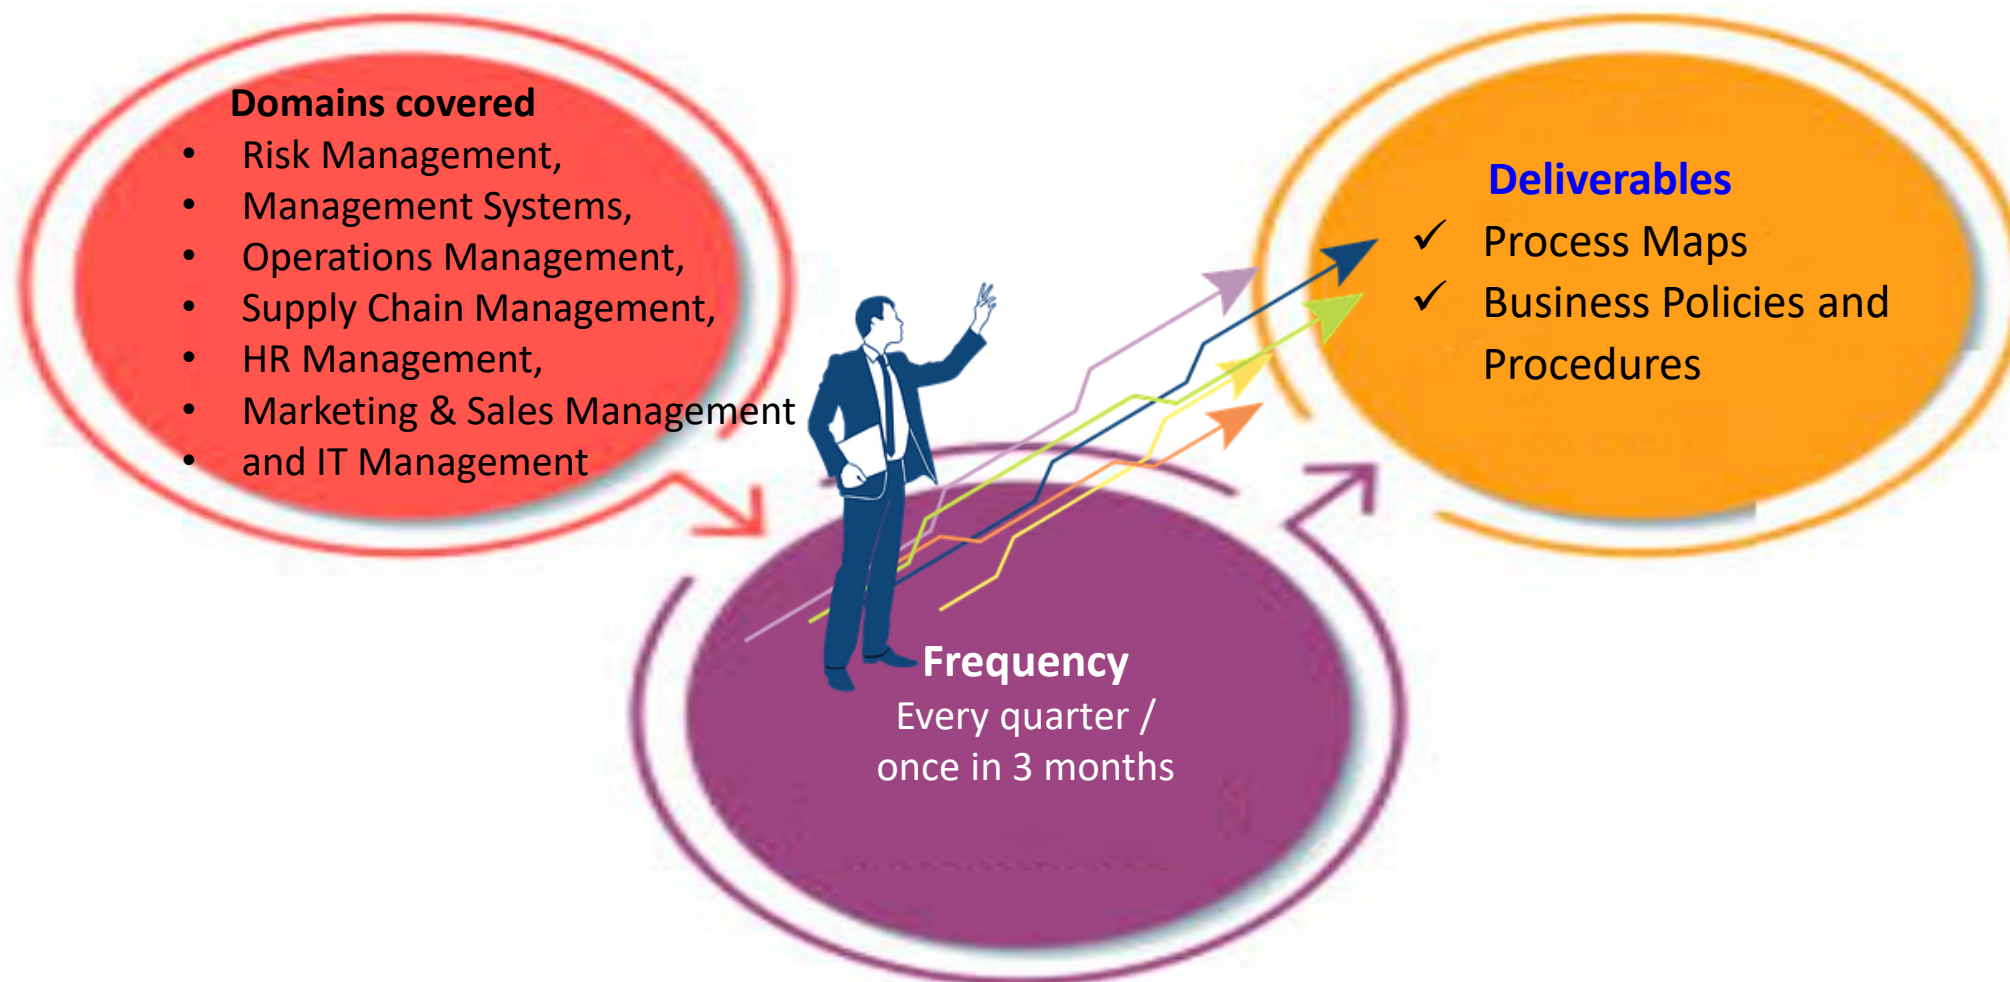 Domains covered
• Risk Management,
• Management Systems,
• Operations Management,
• Supply Chain Management,
• HR Management,
• Marketing & Sales Management
• and IT Management
Frequency
Every quarter /
once in 3 months
Deliverables
✓ Process Maps
✓ Business Policies and
Procedures